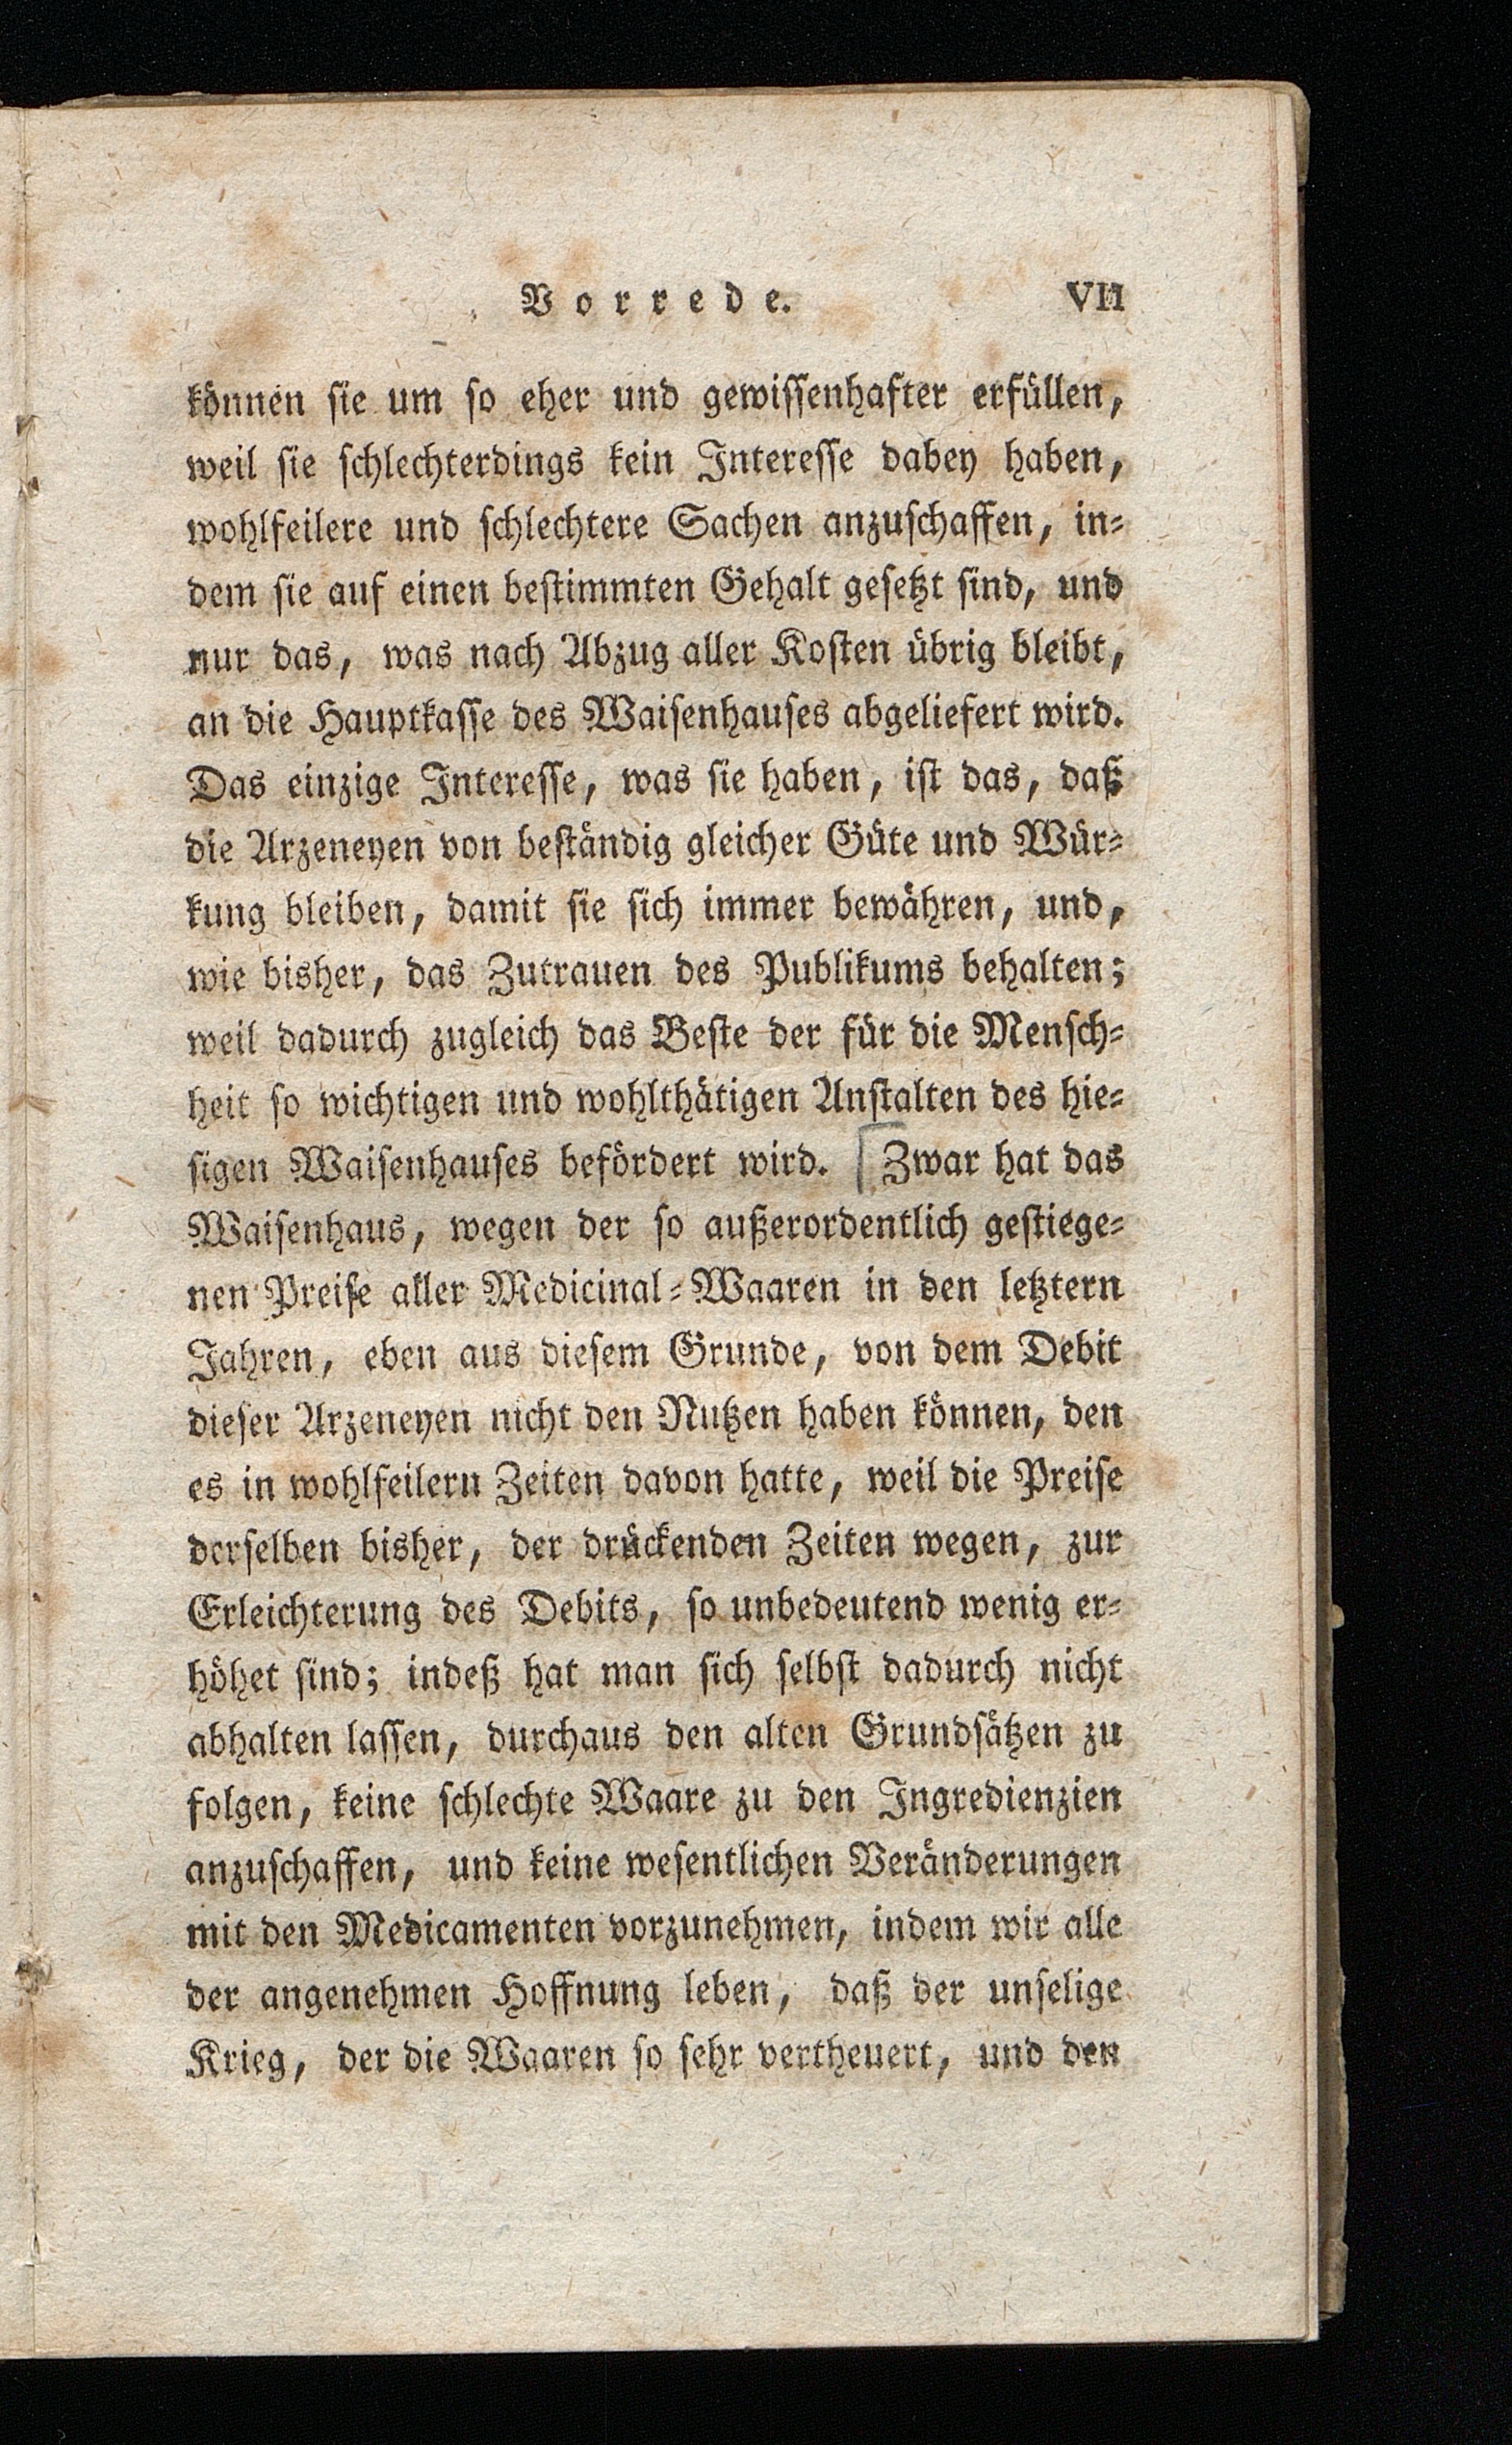 Vorrede. VII
können sie um so eher und gewissenhafter erfüllen,
weil sie schlechterdings kein Interesse dabey haben,
wohlfeilere und schlechtere Sachen anzuschaffen, in-
dem sie auf einen bestimmten Gehalt gesetzt sind, und
nur das, was nach Abzug aller Kosten übrig bleibt,
an die Hauptkasse des Waisenhauses abgeliefert wird.
Das einzige Interesse, was sie haben, ist das, daß
die Arzeneyen von beständig gleicher Güte und Wür-
kung bleiben, damit sie sich immer bewähren, und,
wie bisher, das Zutrauen des Publikums behalten;
weil dadurch zugleich das Beste der für die Mensch-
heit so wichtigen und wohlthätigen Anstalten des hie-
sigen Waisenhauses befördert wird. [Zwar hat das
Waisenhaus, wegen der so außerordentlich gestiege-
nen Preise aller Medicinal-Waaren in den letztern
Jahren, eben aus diesem Grunde, von dem Debit
dieser Arzeneyen nicht den Nutzen haben können, den
es in wohlfeilern Zeiten davon hatte, weil die Preise
derselben bisher, der drückenden Zeiten wegen, zur
Erleichterung des Debits, so unbedeutend wenig er-
höhet sind; indeß hat man sich selbst dadurch nicht
abhalten lassen, durchaus den alten Grundsätzen zu
folgen, keine schlechte Waare zu den Ingredienzien
anzuschaffen, und keine wesentlichen Veränderungen
mit den Medicamenten vorzunehmen, indem wir alle
der angenehmen Hoffnung leben, daß der unselige
Krieg, der die Waaren so sehr vertheuert, und den